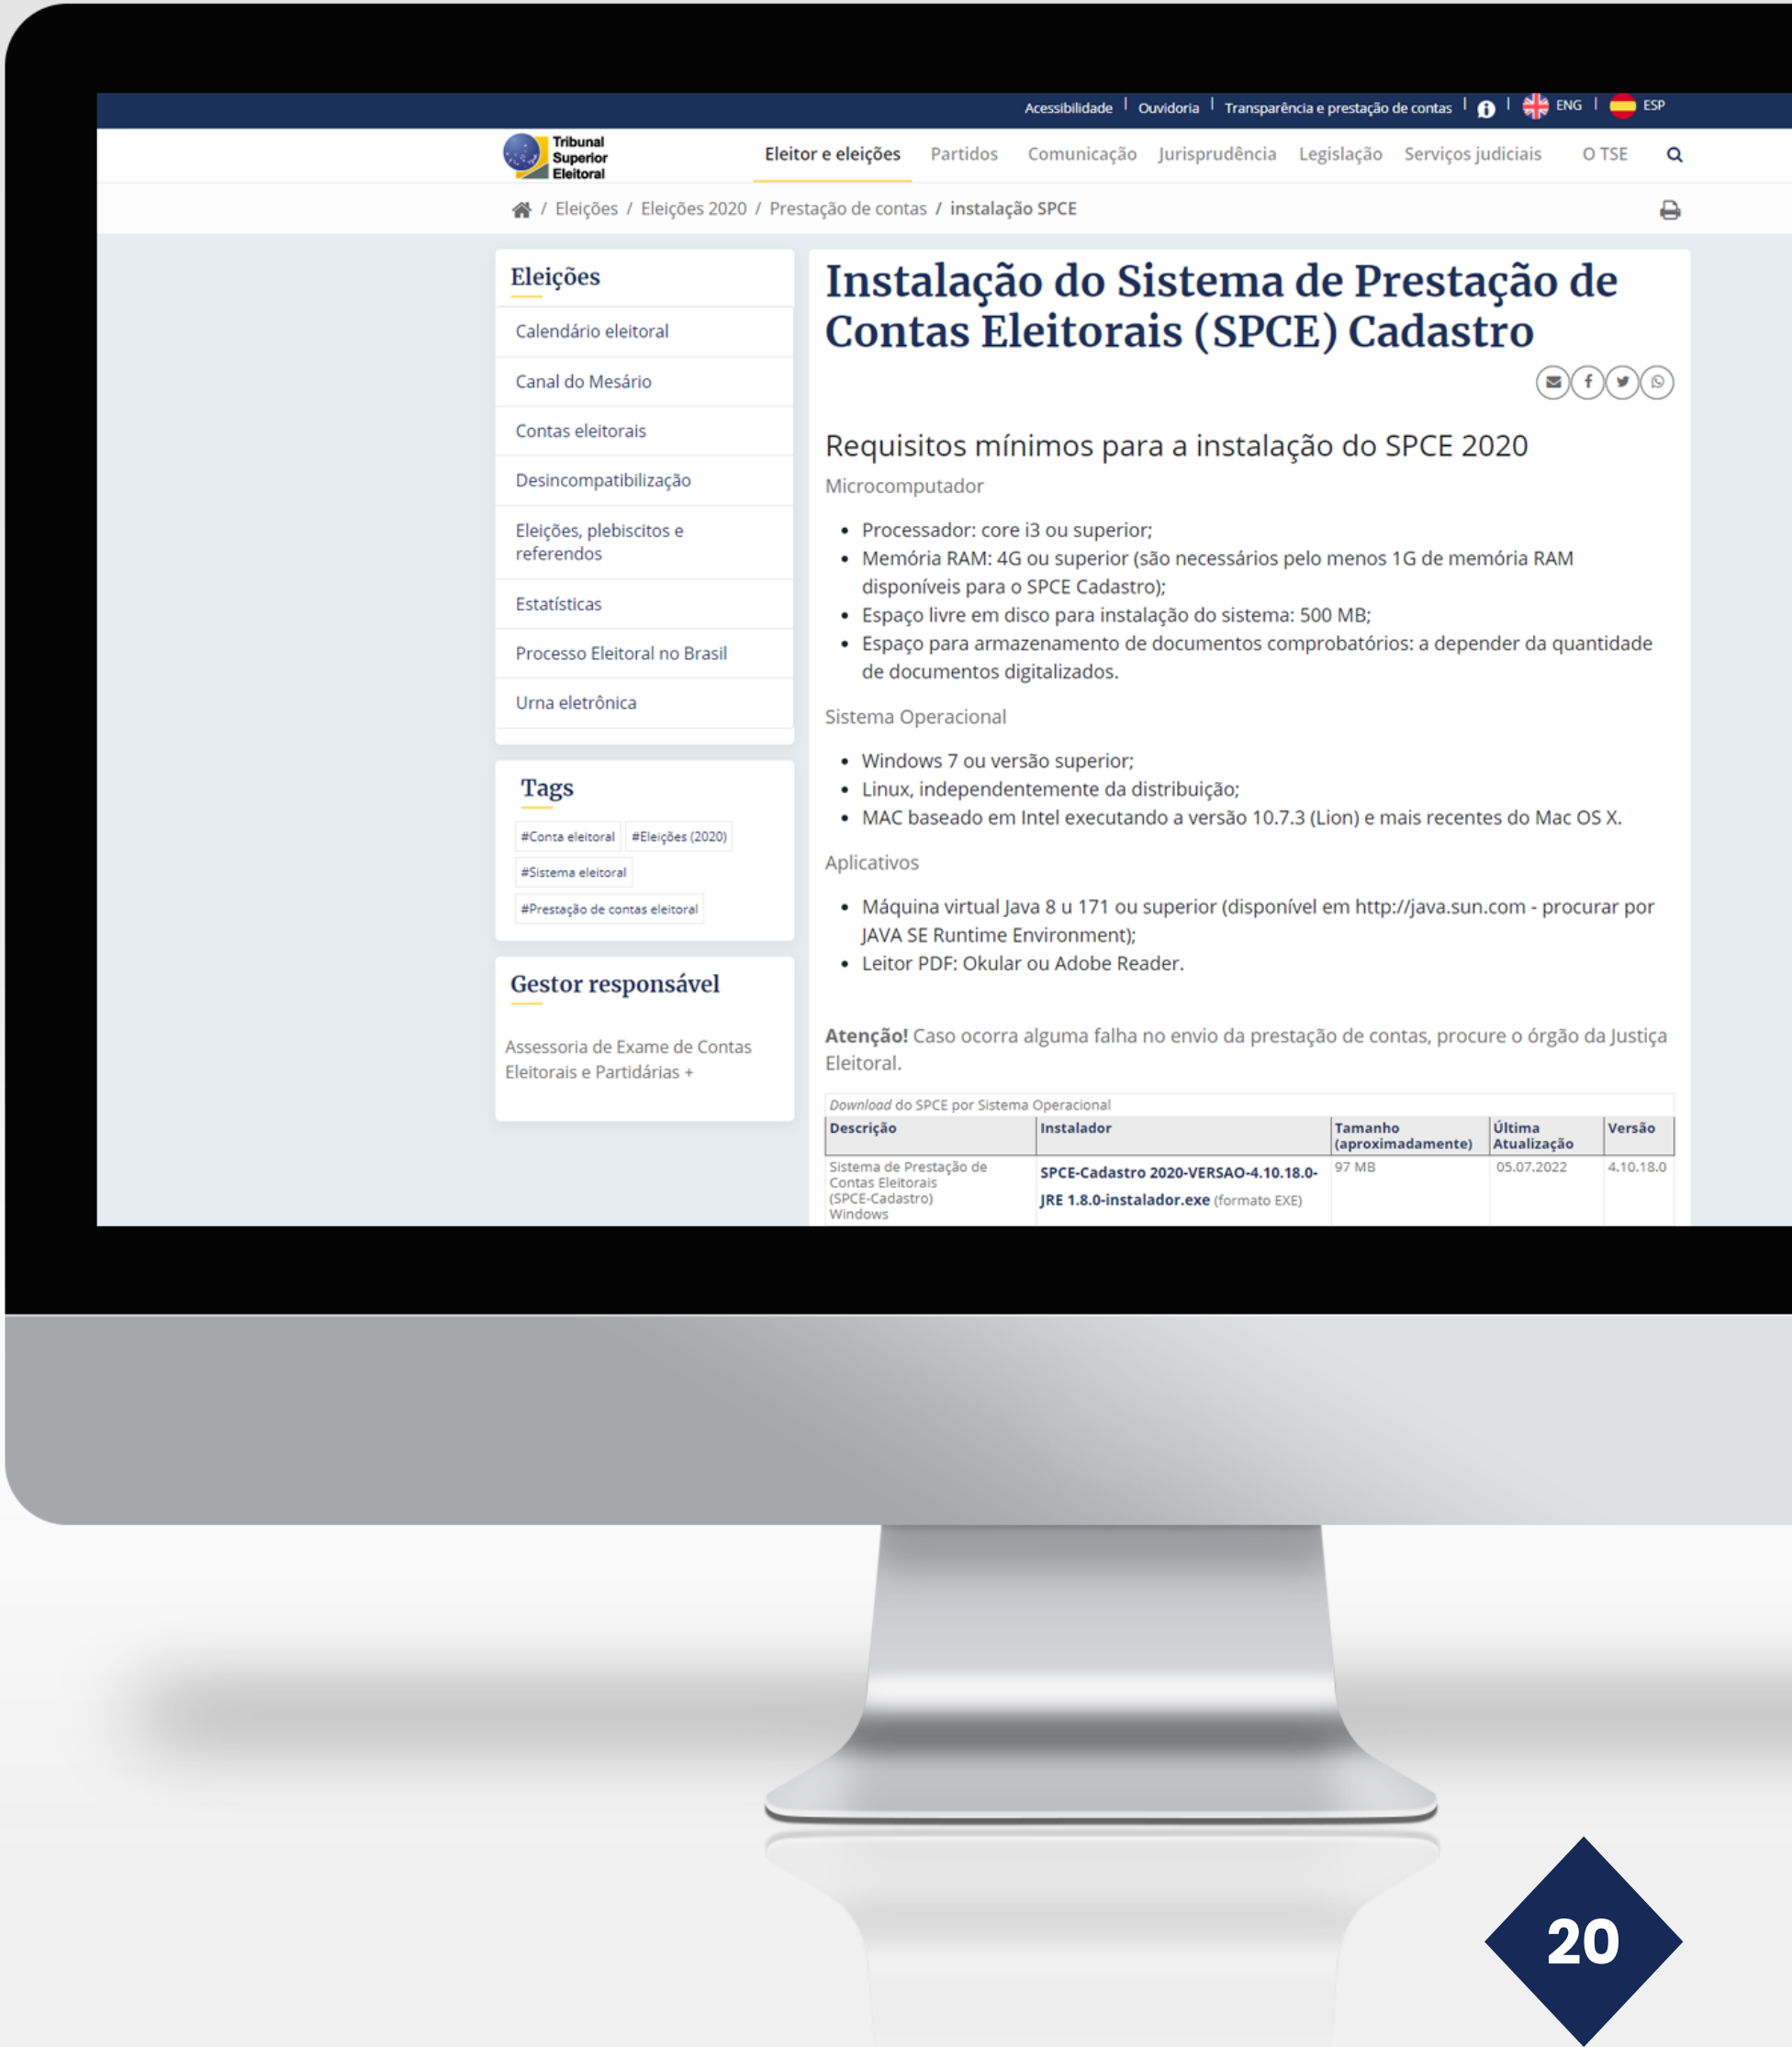 Acessibilidade | Ouvidoria | Transparência e prestação de contas | | ENG | ESP
Tribunal
Superior
Eleitoral
Eleitor e eleições Partidos Comunicação Jurisprudência Legislação Serviços judiciais O TSE
/ Eleições / Eleições 2020 / Prestação de contas / instalação SPCE
Eleições
Calendário eleitoral
Canal do Mesário
Contas eleitorais
Desincompatibilização
Eleições, plebiscitos e
referendos
Estatísticas
Processo Eleitoral no Brasil
Urna eletrônica
Tags
#Conta eleitoral #Eleições (2020)
#Sistema eleitoral
#Prestação de contas eleitoral
Gestor responsável
Assessoria de Exame de Contas
Eleitorais e Partidárias +
Instalação do Sistema de Prestação de
Contas Eleitorais (SPCE) Cadastro
Requisitos mínimos para a instalação do SPCE 2020
Microcomputador
• Processador: core i3 ou superior;
• Memória RAM: 4G ou superior (são necessários pelo menos 1G de memória RAM
disponíveis para o SPCE Cadastro);
• Espaço livre em disco para instalação do sistema: 500 MB;
• Espaço para armazenamento de documentos comprobatórios: a depender da quantidade
de documentos digitalizados.
Sistema Operacional
• Windows 7 ou versão superior;
• Linux, independentemente da distribuição;
• MAC baseado em Intel executando a versão 10.7.3 (Lion) e mais recentes do Mac OS X.
Aplicativos
• Máquina virtual Java 8 u 171 ou superior (disponível em http://java.sun.com - procurar por
JAVA SE Runtime Environment);
• Leitor PDF: Okular ou Adobe Reader.
Atenção! Caso ocorra alguma falha no envio da prestação de contas, procure o órgão da Justiça
Eleitoral.
Download do SPCE por Sistema Operacional
Descrição Instalador Tamanho (aproximadamente) Última Atualização Versão
Sistema de Prestação de
Contas Eleitorais
(SPCE-Cadastro)
Windows
SPCE-Cadastro 2020-VERSAO-4.10.18.0-
JRE 1.8.0-instalador.exe (formato EXE)
97 MB 05.07.2022 4.10.18.0
20